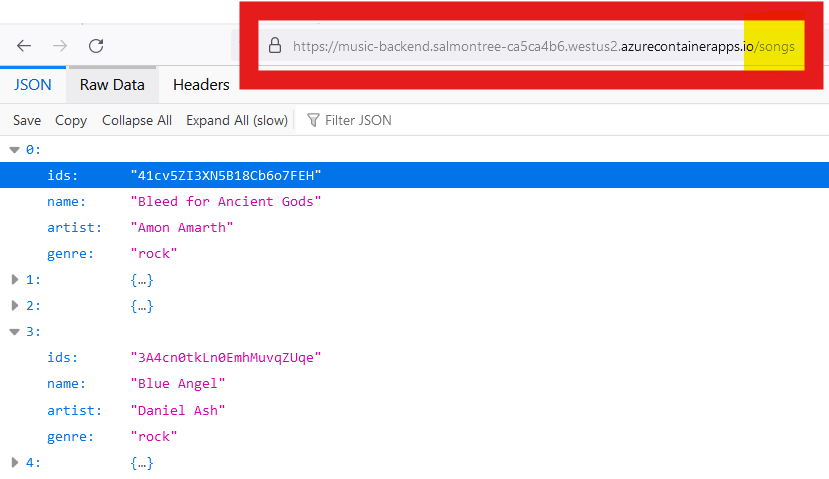 https://music-backend.salmontree-ca5ca4b6.westus2.azurecontainerapps.io/songs
JSON Raw Data Headers
Save Copy Collapse All Expand All (slow) Filter JSON
0:
ids: "41cv5ZI3XN5B18Cb6o7FEH"
name: "Bleed for Ancient Gods"
artist: "Amon Amarth"
genre: "rock"
1: {…}
2: {…}
3:
ids: "3A4cn0tkLn0EmhMuvqZUqe"
name: "Blue Angel"
artist: "Daniel Ash"
genre: "rock"
4: {…}